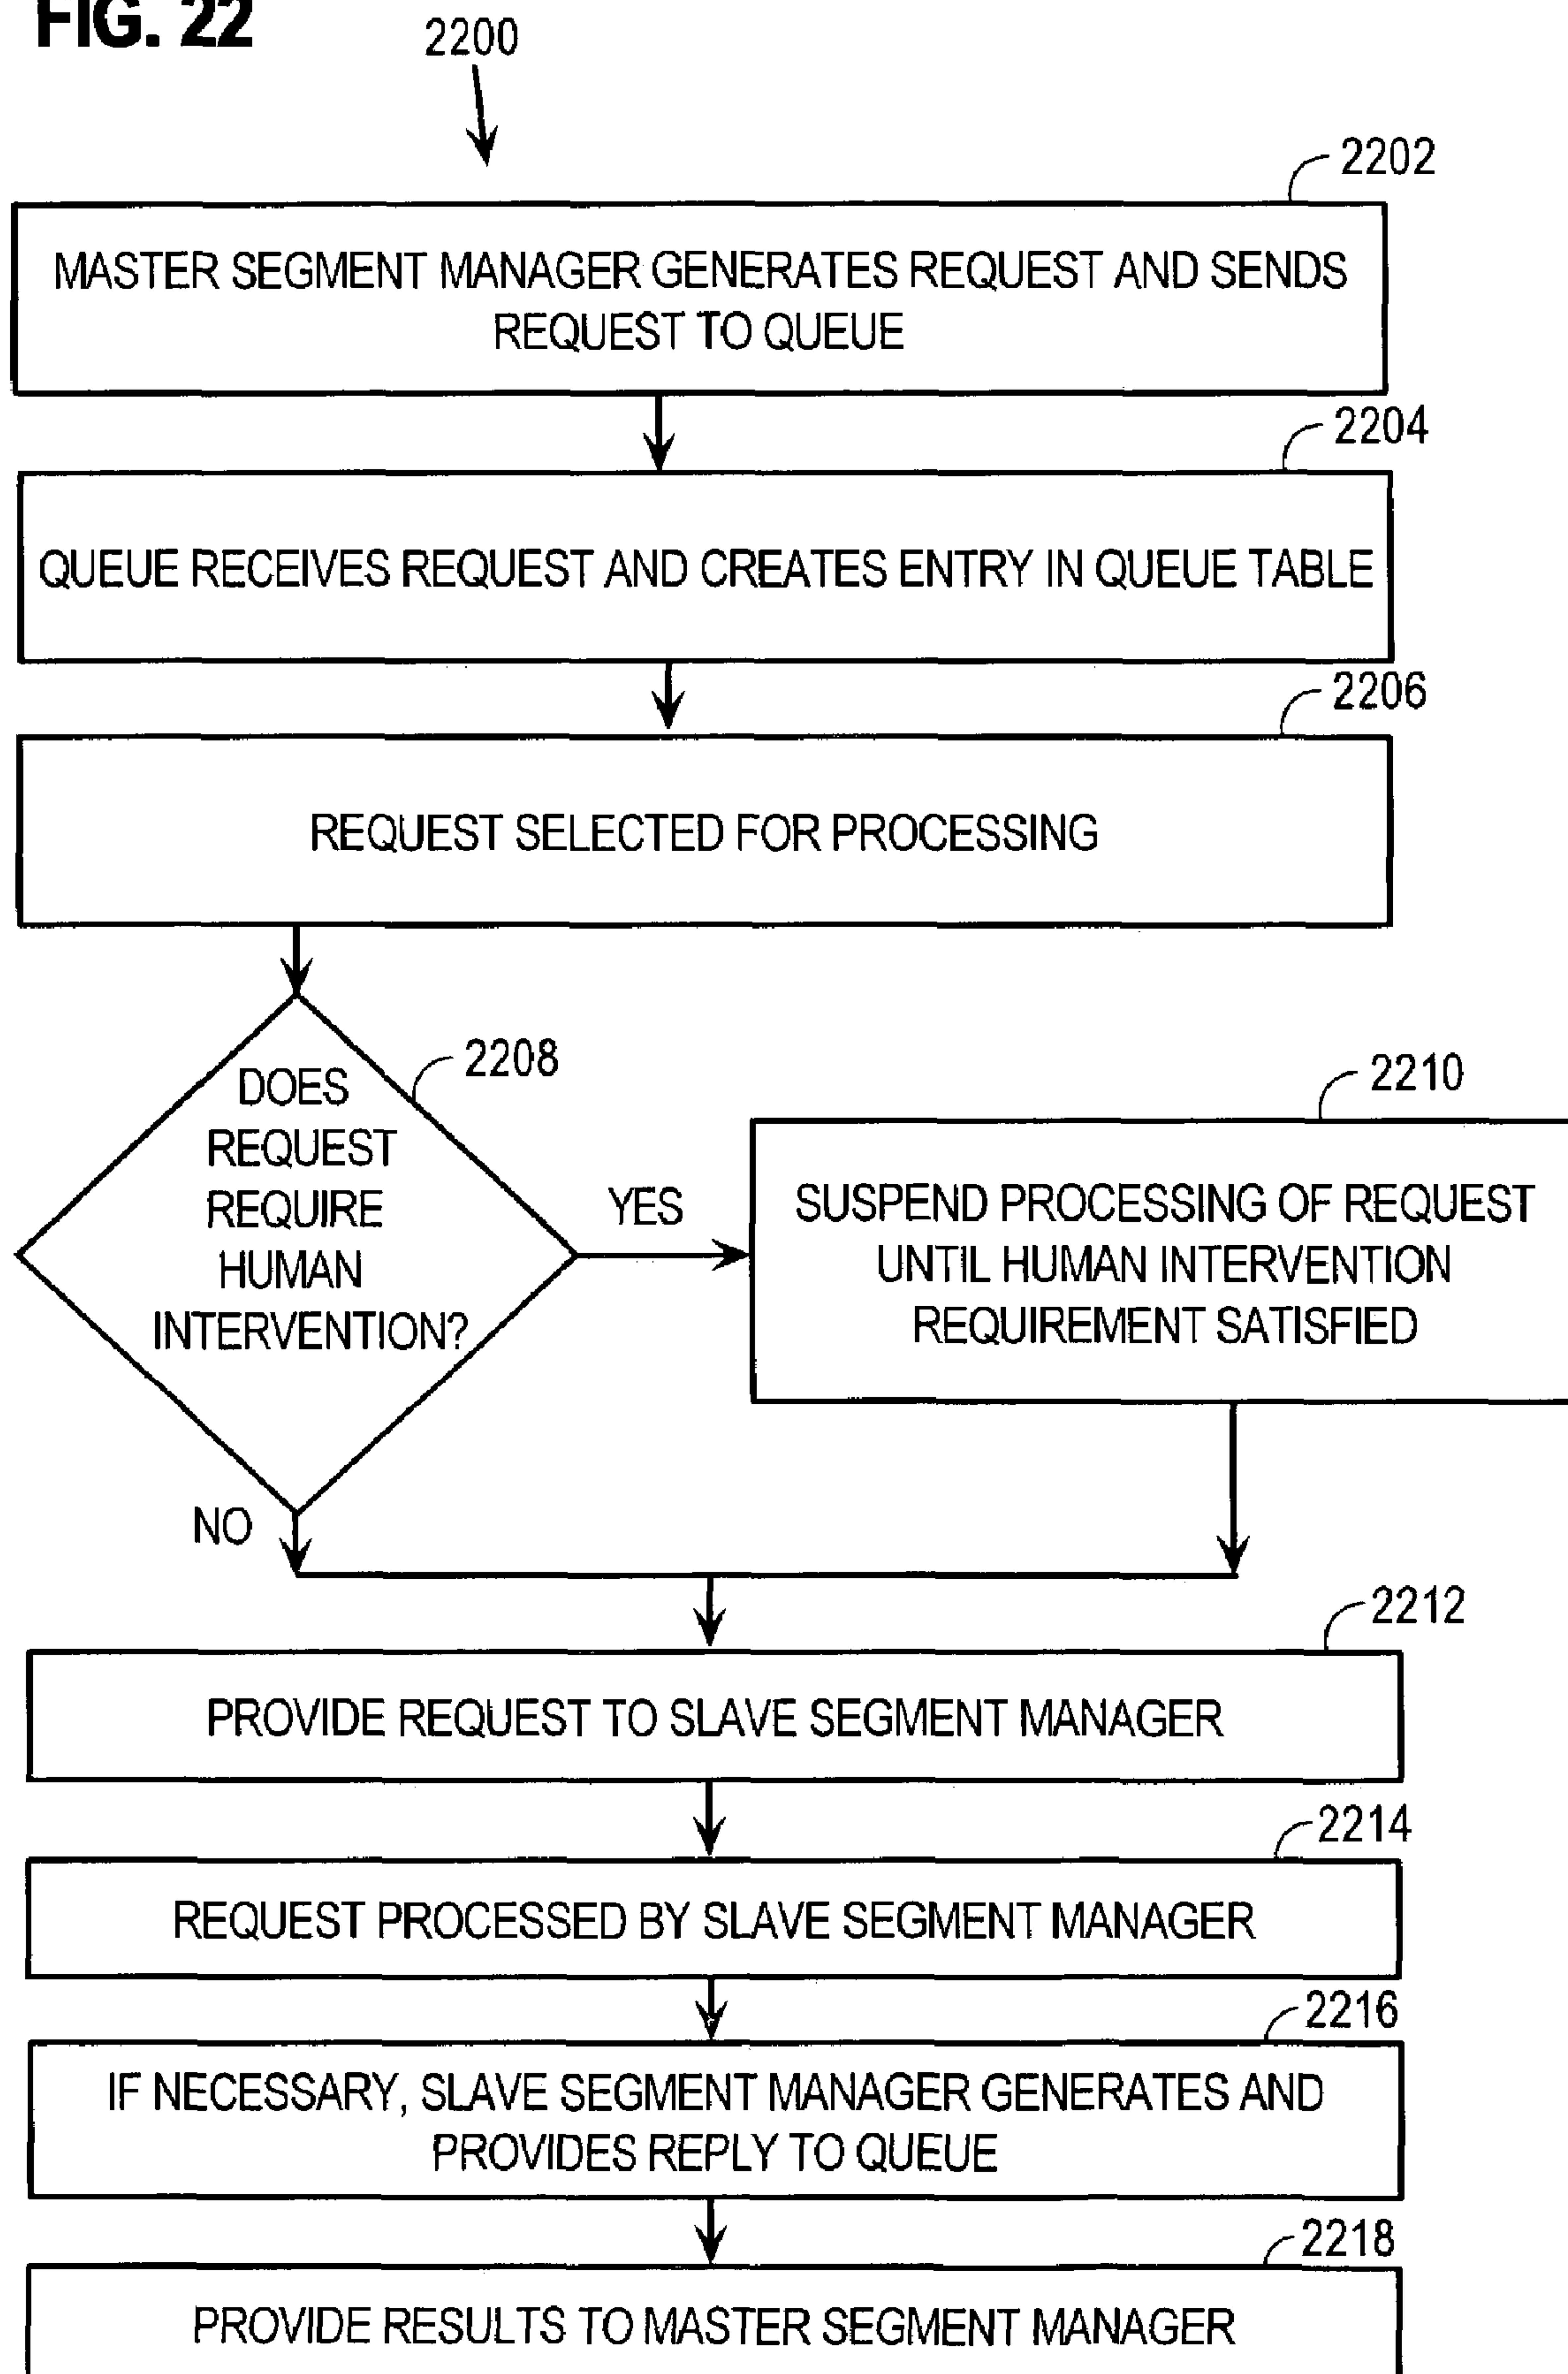 FIG. 22
2200
2202
MASTER SEGMENT MANAGER GENERATES REQUEST AND SENDS
REQUEST TO QUEUE
2204
QUEUE RECEIVES REQUEST AND CREATES ENTRY IN QUEUE TABLE
2206
REQUEST SELECTED FOR PROCESSING
2208
DOES
REQUEST
REQUIRE
HUMAN
INTERVENTION?
YES
2210
SUSPEND PROCESSING OF REQUEST
UNTIL HUMAN INTERVENTION
REQUIREMENT SATISFIED
NO
2212
PROVIDE REQUEST TO SLAVE SEGMENT MANAGER
2214
REQUEST PROCESSED BY SLAVE SEGMENT MANAGER
2216
IF NECESSARY, SLAVE SEGMENT MANAGER GENERATES AND
PROVIDES REPLY TO QUEUE
2218
PROVIDE RESULTS TO MASTER SEGMENT MANAGER